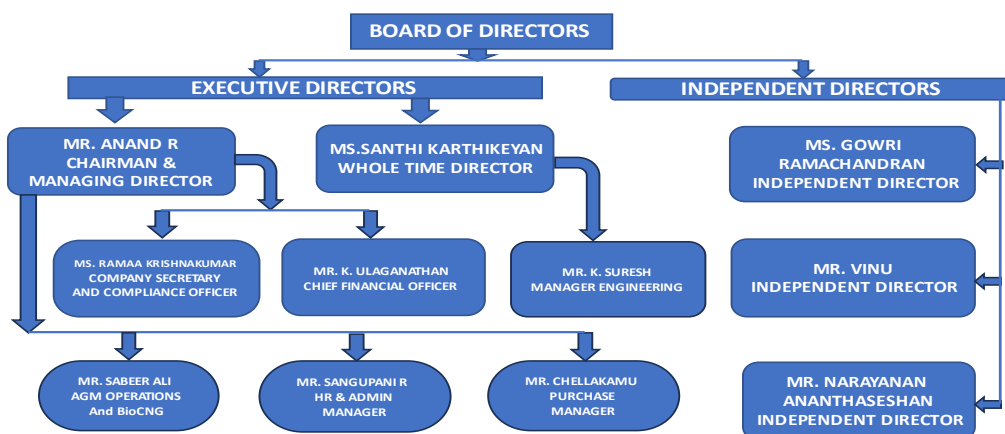 BOARD OF DIRECTORS
EXECUTIVE DIRECTORS
INDEPENDENT DIRECTORS
MR. ANAND R
CHAIRMAN &
MANAGING DIRECTOR
MS.SANTHI KARTHIKEYAN
WHOLE TIME DIRECTOR
MS. GOWRI
RAMACHANDRAN
INDEPENDENT DIRECTOR
MS. RAMAA KRISHNAKUMAR
COMPANY SECRETARY
AND COMPLIANCE OFFICER
MR. K. ULAGANATHAN
CHIEF FINANCIAL OFFICER
MR. K. SURESH
MANAGER ENGINEERING
MR. VINU
INDEPENDENT DIRECTOR
MR. SABEER ALI
AGM OPERATIONS
And BioCNG
MR. SANGUPANI R
HR & ADMIN
MANAGER
MR. CHELLAKAMU
PURCHASE
MANAGER
MR. NARAYANAN
ANANTHASESHAN
INDEPENDENT DIRECTOR